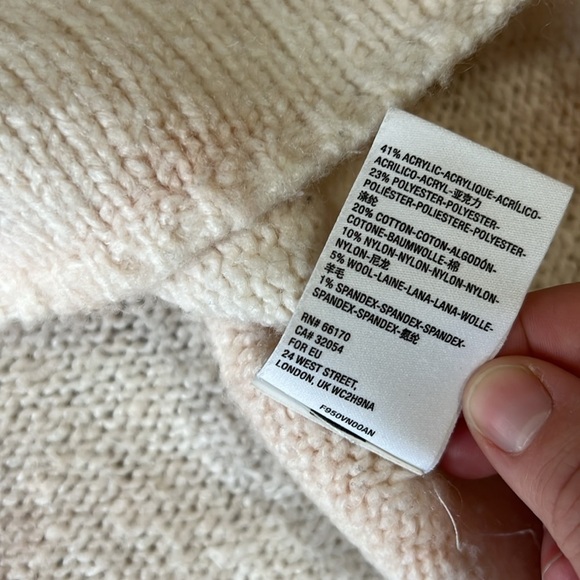 41% ACRYLIC-ACRYLIQUE-ACRÍLICO-
ACRILICO-ACRYL-亚克力
23% POLYESTER-POLYESTER-
POLIÉSTER-POLIESTERE-POLYESTER-
涤纶
20% COTTON-COTON-ALGODÓN-
COTONE-BAUMWOLLE-棉
10% NYLON-NYLON-NYLON-NYLON-
NYLON-尼龙
5% WOOL-LAINE-LANA-LANA-WOLLE-
羊毛
1% SPANDEX-SPANDEX-SPANDEX-
SPANDEX-SPANDEX-氨纶
RN# 66170
CA# 32054
FOR EU
24 WEST STREET,
LONDON, UK WC2H9NA
F950VN00AN